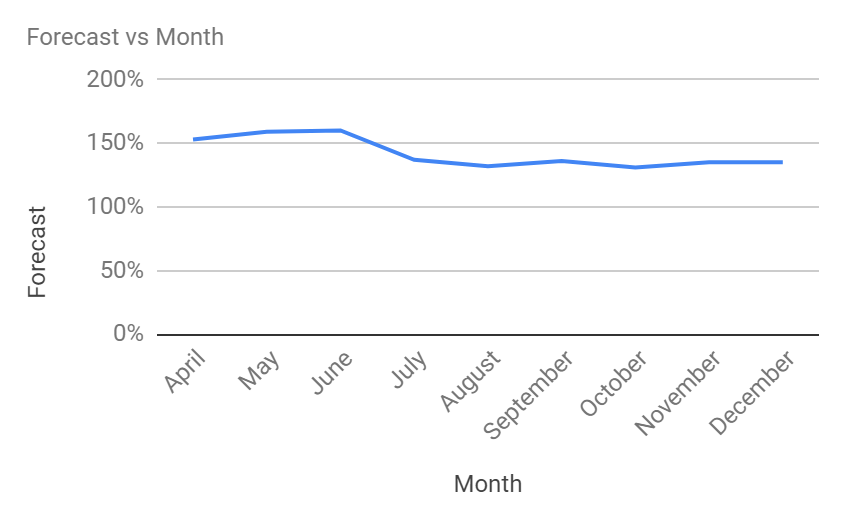 Forecast vs Month
200%
150%
100%
50%
0%
Forecast
April
May
June
July
August
September
October
November
December
Month